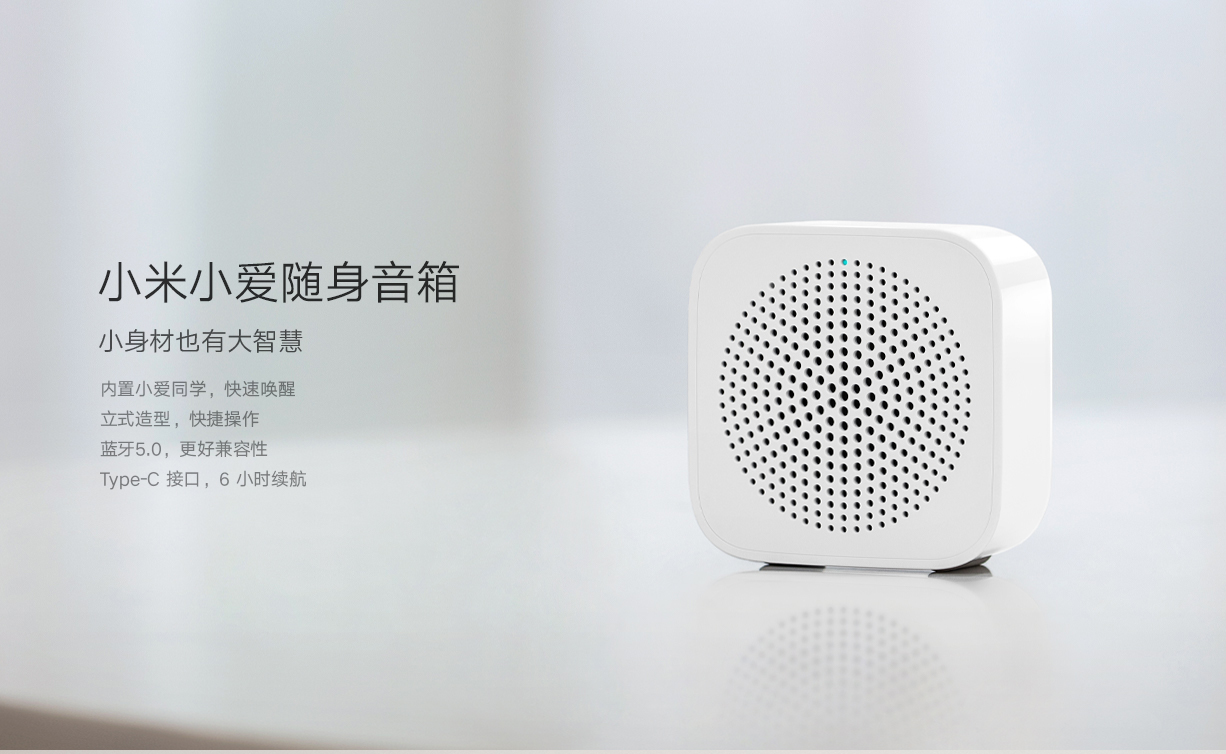 小米小爱随身音箱
小身材也有大智慧
内置小爱同学，快速唤醒
立式造型，快捷操作
蓝牙5.0，更好兼容性
Type-C 接口，6 小时续航